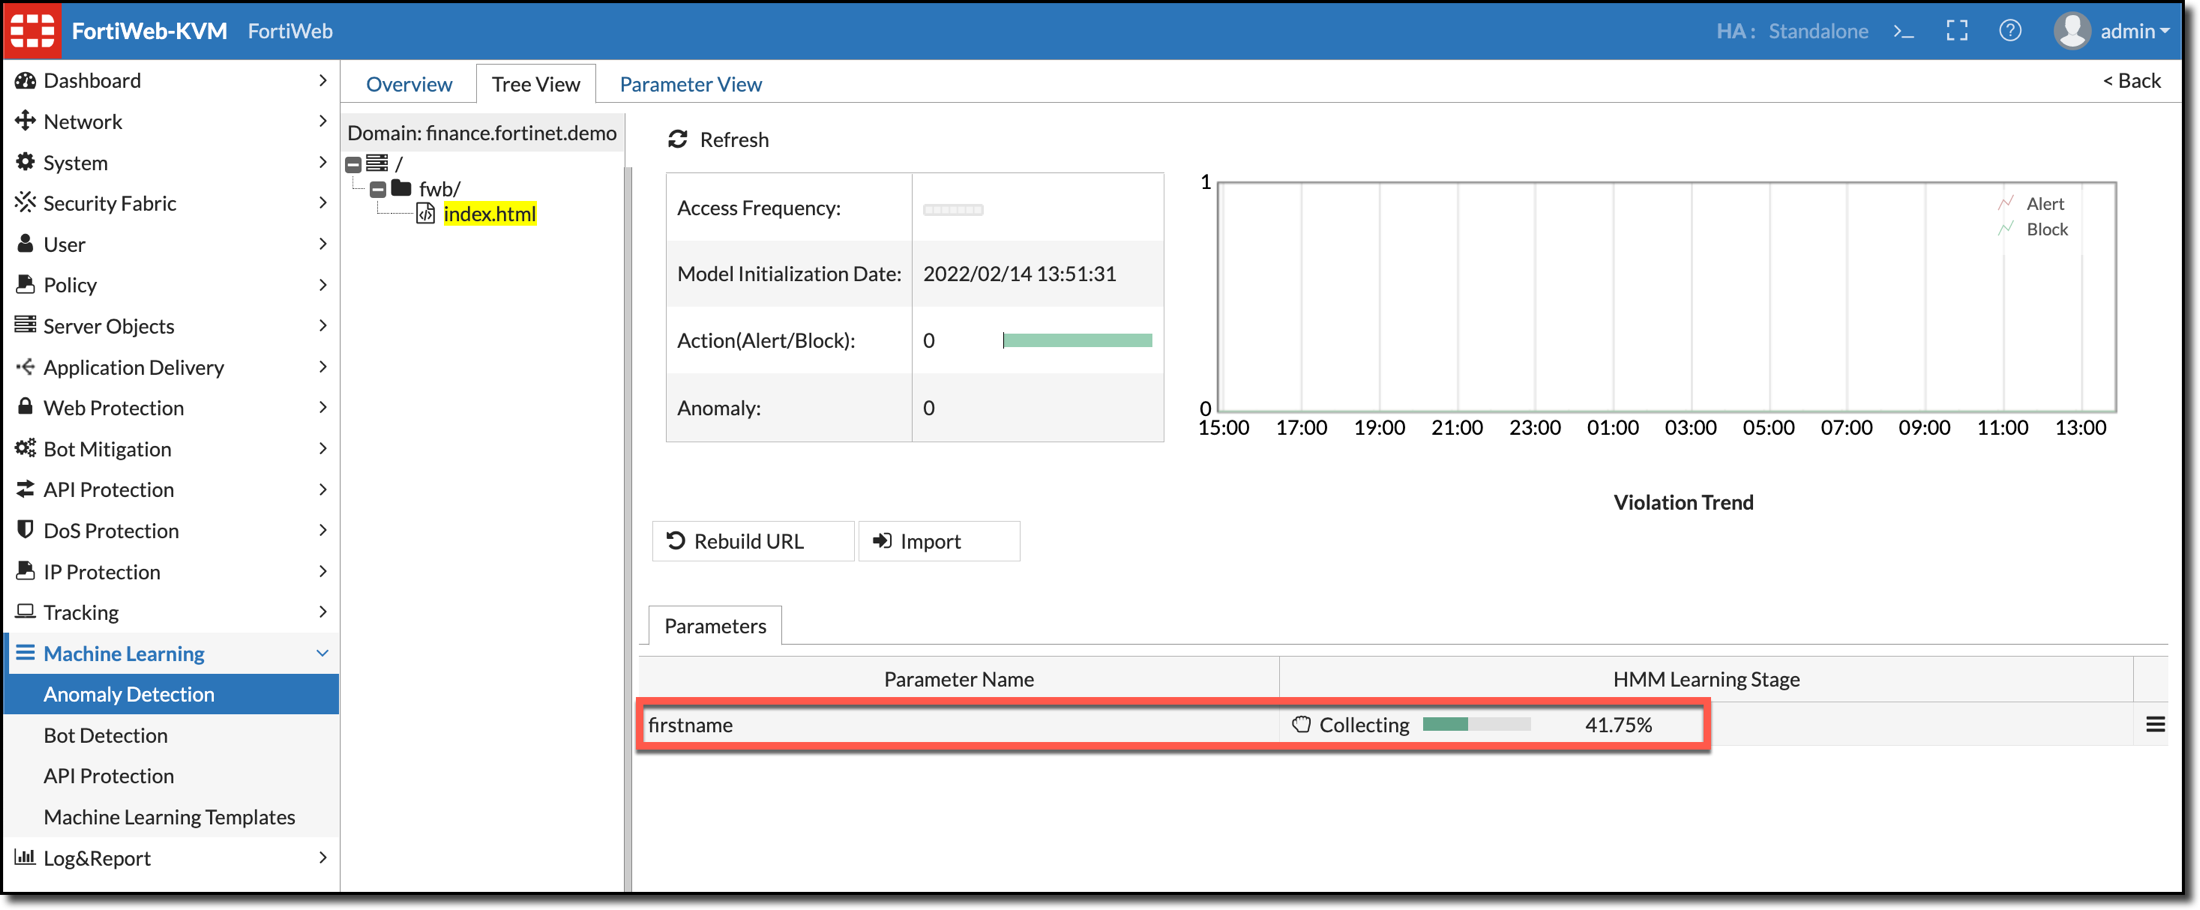 FortiWeb-KVM FortiWeb HA : Standalone >_ admin
Dashboard
Network
System
Security Fabric
User
Policy
Server Objects
Application Delivery
Web Protection
Bot Mitigation
API Protection
DoS Protection
IP Protection
Tracking
Machine Learning
Anomaly Detection
Bot Detection
API Protection
Machine Learning Templates
Log&Report
Overview Tree View Parameter View < Back
Domain: finance.fortinet.demo
/
fwb/
index.html
Refresh
Access Frequency:
Model Initialization Date: 2022/02/14 13:51:31
Action(Alert/Block): 0
Anomaly: 0
1
Alert
Block
0
15:00 17:00 19:00 21:00 23:00 01:00 03:00 05:00 07:00 09:00 11:00 13:00
Violation Trend
Rebuild URL Import
Parameters
Parameter Name HMM Learning Stage
firstname Collecting 41.75%